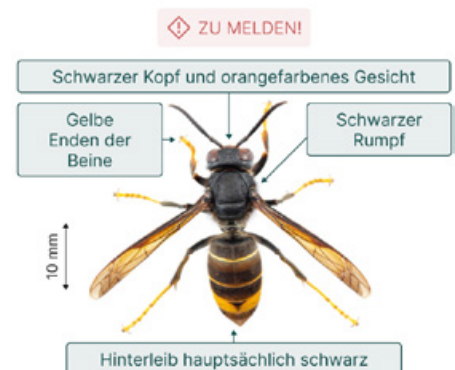 ZU MELDEN!
Schwarzer Kopf und orangefarbenes Gesicht
Gelbe
Enden der
Beine
Schwarzer
Rumpf
10 mm
Hinterleib hauptsächlich schwarz